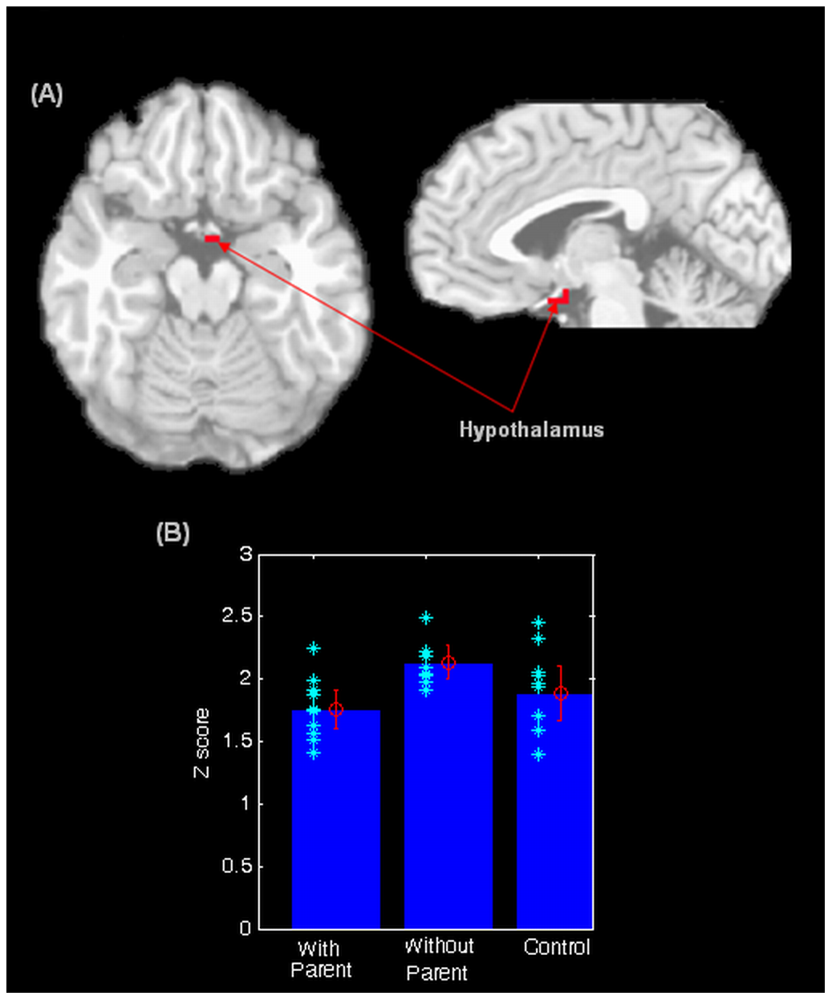 (A)
Hypothalamus
(B)
3
2.5
2
1.5
1
0.5
0
Z score
With
Parent
Without
Parent
Control